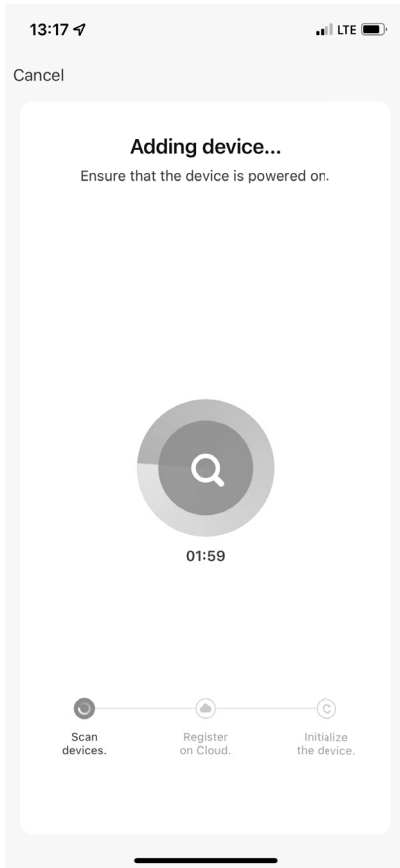 13:17
LTE
Cancel
Adding device...
Ensure that the device is powered on.
01:59
Scan
devices.
Register
on Cloud.
Initialize
the device.